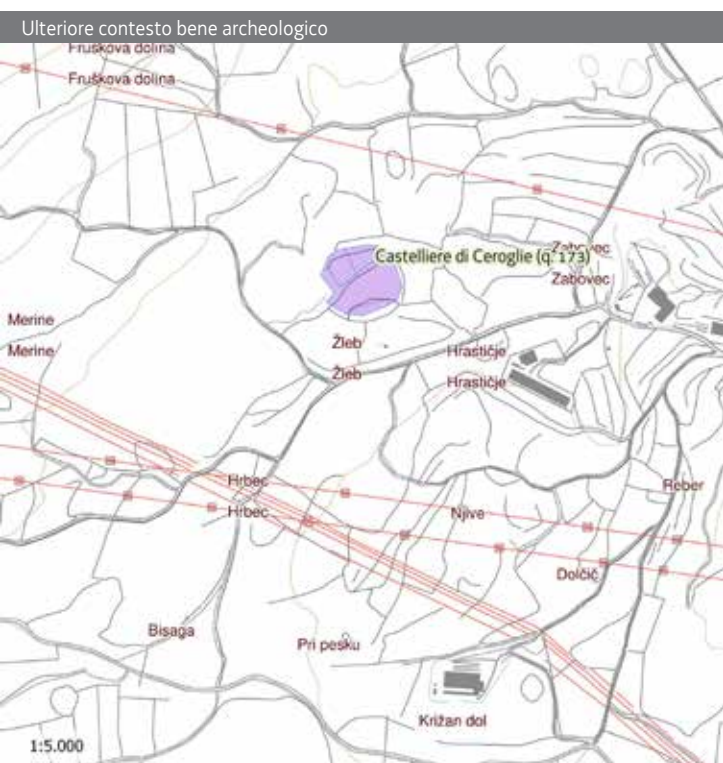 Ulteriore contesto bene archeologico
Fruškova dolina
Fruškova dolina
Castelliere di Ceroglie (q. 173)
Zabovec
Zabovec
Merine
Merine
Žleb
Žleb
Hrastičje
Hrastičje
Hrbec
Hrbec
Njive
Reber
Dolčič
Bisaga
Pri pesku
Križan dol
1:5.000